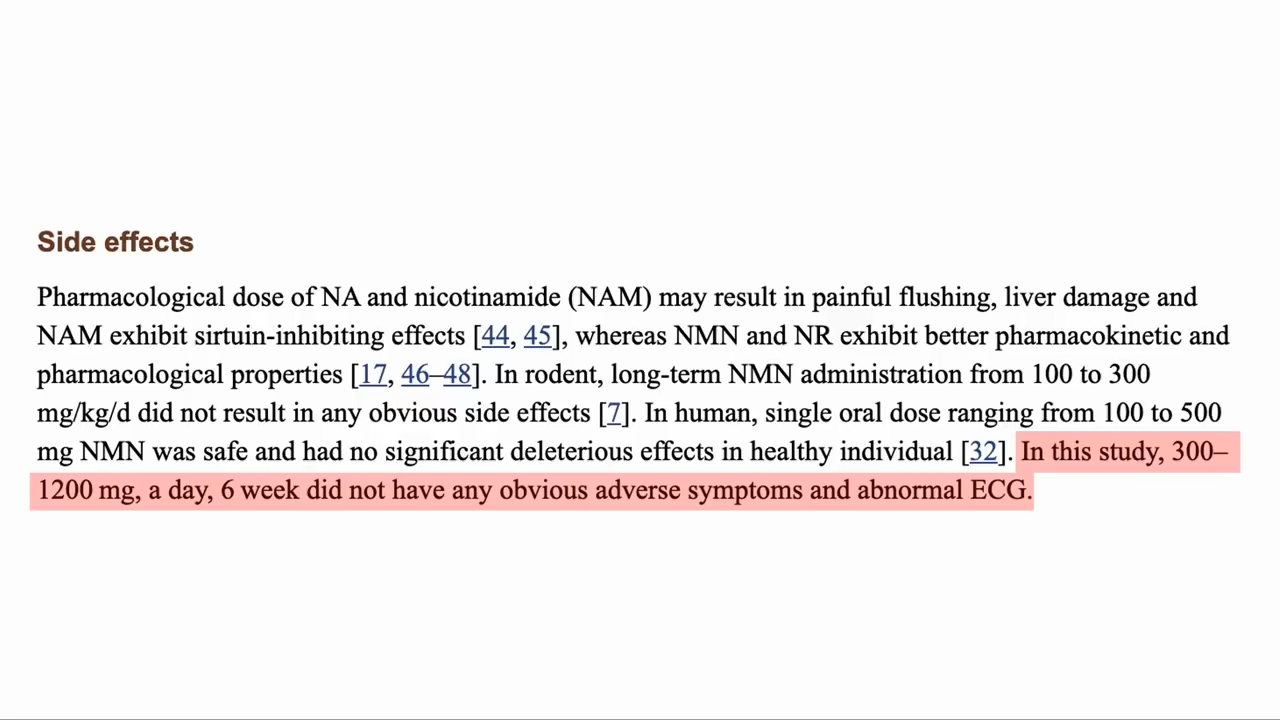 Side effects
Pharmacological dose of NA and nicotinamide (NAM) may result in painful flushing, liver damage and
NAM exhibit sirtuin-inhibiting effects [44, 45], whereas NMN and NR exhibit better pharmacokinetic and
pharmacological properties [17, 46–48]. In rodent, long-term NMN administration from 100 to 300
mg/kg/d did not result in any obvious side effects [7]. In human, single oral dose ranging from 100 to 500
mg NMN was safe and had no significant deleterious effects in healthy individual [32]. In this study, 300–
1200 mg, a day, 6 week did not have any obvious adverse symptoms and abnormal ECG.